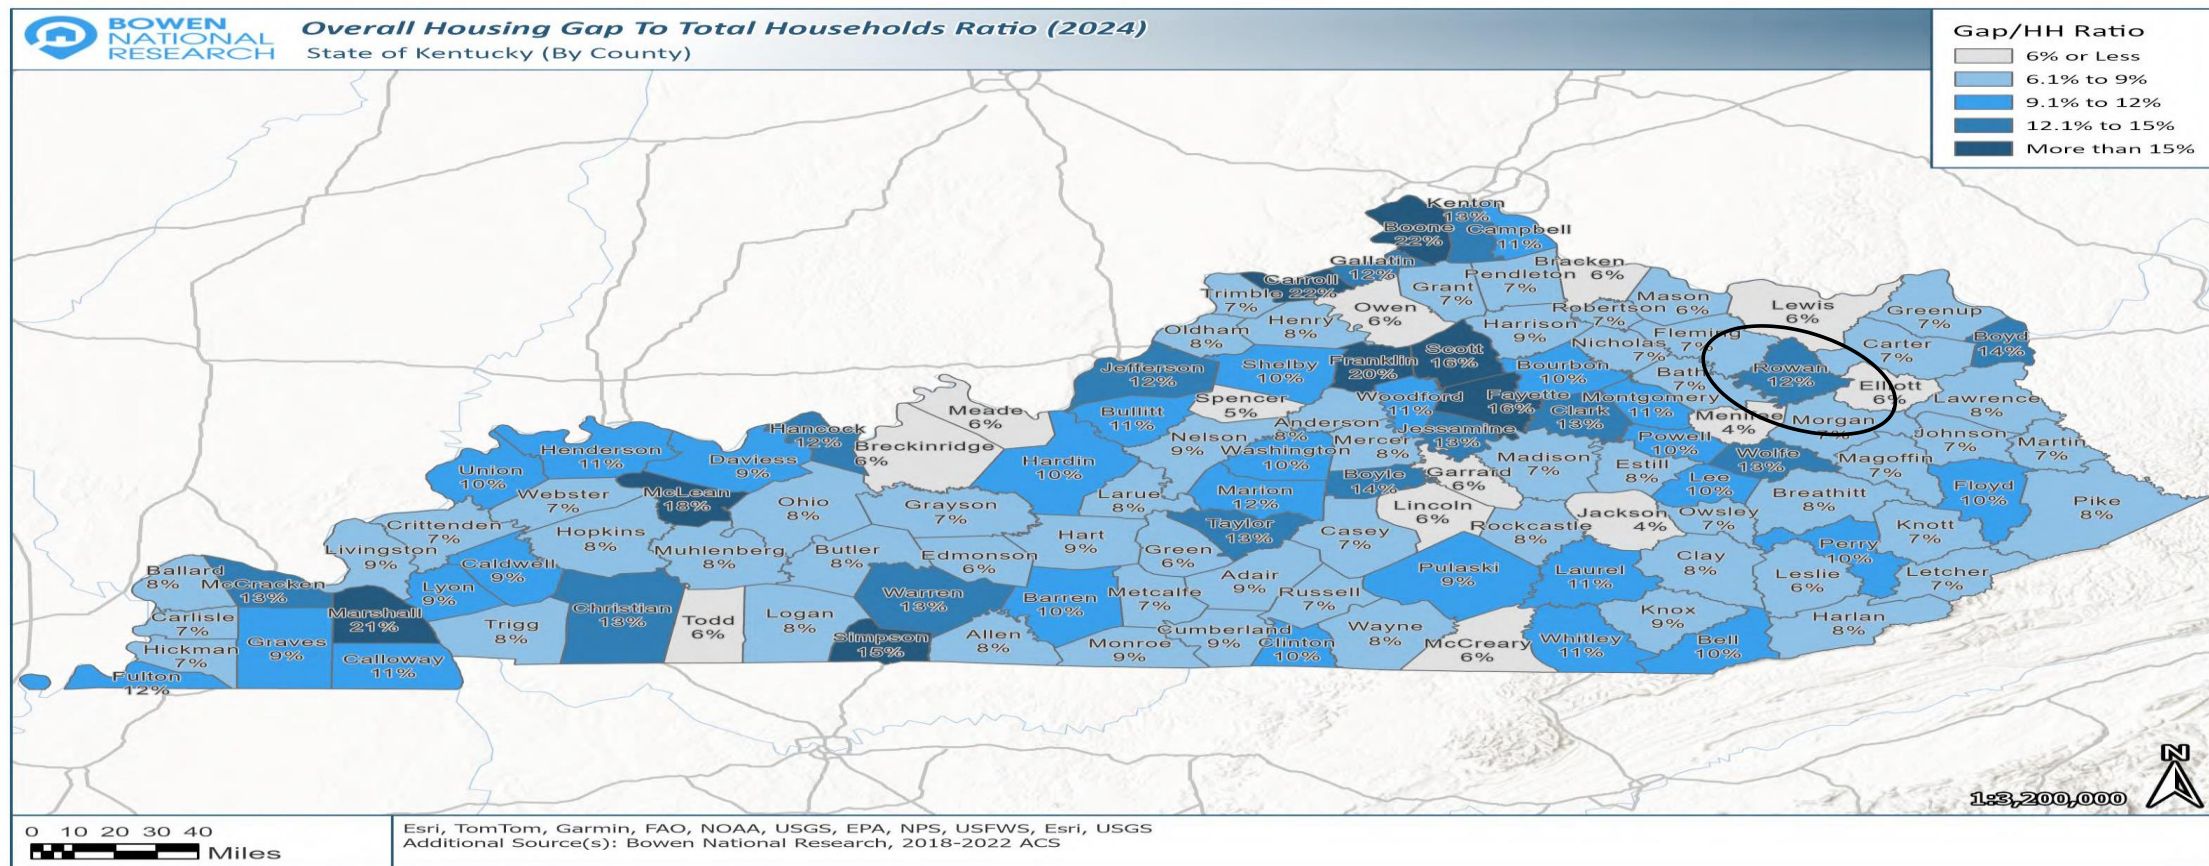 BOWEN
NATIONAL
RESEARCH
Overall Housing Gap To Total Households Ratio (2024)
State of Kentucky (By County)
Gap/HH Ratio
6% or Less
6.1% to 9%
9.1% to 12%
12.1% to 15%
More than 15%
Kenton
13%
Boone
22%
Campbell
11%
Gallatin
12%
Carroll
22%
Trimble
7%
Bracken
6%
Pendleton
7%
Grant
7%
Owen
6%
Mason
6%
Robertson
7%
Lewis
6%
Greenup
7%
Boyd
14%
Carter
7%
Fleming
7%
Nicholas
7%
Harrison
9%
Henry
8%
Oldham
8%
Scott
16%
Franklin
20%
Shelby
10%
Jefferson
12%
Bourbon
10%
Bath
7%
Rowan
12%
Elliott
6%
Lawrence
8%
Spencer
5%
Woodford
11%
Fayette
16%
Clark
13%
Montgomery
11%
Menifee
4%
Morgan
7%
Bullitt
11%
Meade
6%
Breckinridge
6%
Hancock
12%
Daviess
9%
Henderson
11%
Union
10%
Webster
7%
McLean
18%
Ohio
8%
Grayson
7%
Hardin
10%
Larue
8%
Nelson
9%
Anderson
8%
Washington
10%
Mercer
8%
Jessamine
13%
Madison
7%
Powell
10%
Estill
8%
Wolfe
13%
Magoffin
7%
Johnson
7%
Martin
7%
Marion
12%
Boyle
14%
Garrard
6%
Lincoln
6%
Jackson
4%
Lee
10%
Owsley
7%
Breathitt
8%
Floyd
10%
Pike
8%
Crittenden
7%
Livingston
9%
Hopkins
8%
Muhlenberg
8%
Butler
8%
Edmonson
6%
Hart
9%
Green
6%
Taylor
13%
Casey
7%
Rockcastle
8%
Clay
8%
Perry
10%
Knott
7%
Leslie
6%
Letcher
7%
Ballard
8%
McCracken
13%
Lyon
9%
Caldwell
9%
Christian
13%
Marshall
21%
Carlisle
7%
Hickman
7%
Graves
9%
Calloway
11%
Fulton
12%
Trigg
8%
Todd
6%
Logan
8%
Warren
13%
Simpson
15%
Allen
8%
Barren
10%
Metcalfe
7%
Monroe
9%
Adair
9%
Russell
7%
Cumberland
9%
Clinton
10%
Wayne
8%
Pulaski
9%
Laurel
11%
McCreary
6%
Whitley
11%
Knox
9%
Bell
10%
Harlan
8%
N
1:3,200,000
0 10 20 30 40
Miles
Esri, TomTom, Garmin, FAO, NOAA, USGS, EPA, NPS, USFWS, Esri, USGS
Additional Source(s): Bowen National Research, 2018-2022 ACS